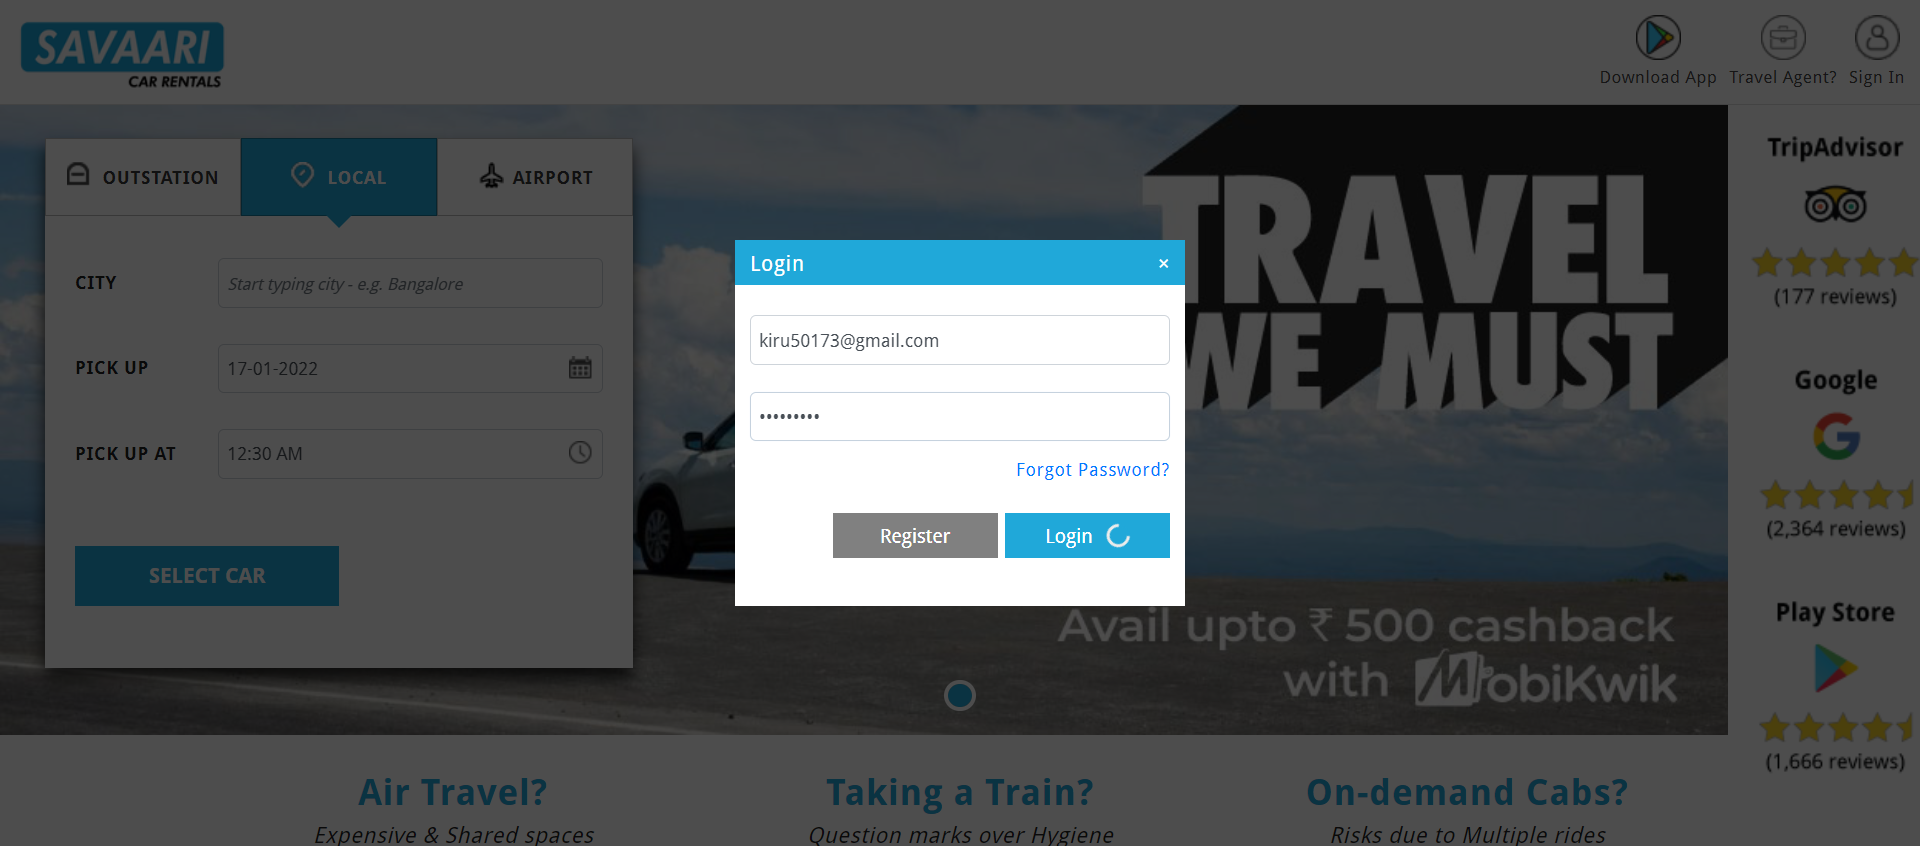 SAVAARI
CAR RENTALS
Download App
Travel Agent?
Sign In
OUTSTATION
LOCAL
AIRPORT
CITY
Start typing city - e.g. Bangalore
PICK UP
17-01-2022
PICK UP AT
12:30 AM
SELECT CAR
TRAVEL
WE MUST
Avail upto ₹ 500 cashback
with MobiKwik
Login
×
kiru50173@gmail.com
•••••••••
Forgot Password?
Register
Login
TripAdvisor
(177 reviews)
Google
(2,364 reviews)
Play Store
(1,666 reviews)
Air Travel?
Expensive & Shared spaces
Taking a Train?
Question marks over Hygiene
On-demand Cabs?
Risks due to Multiple rides